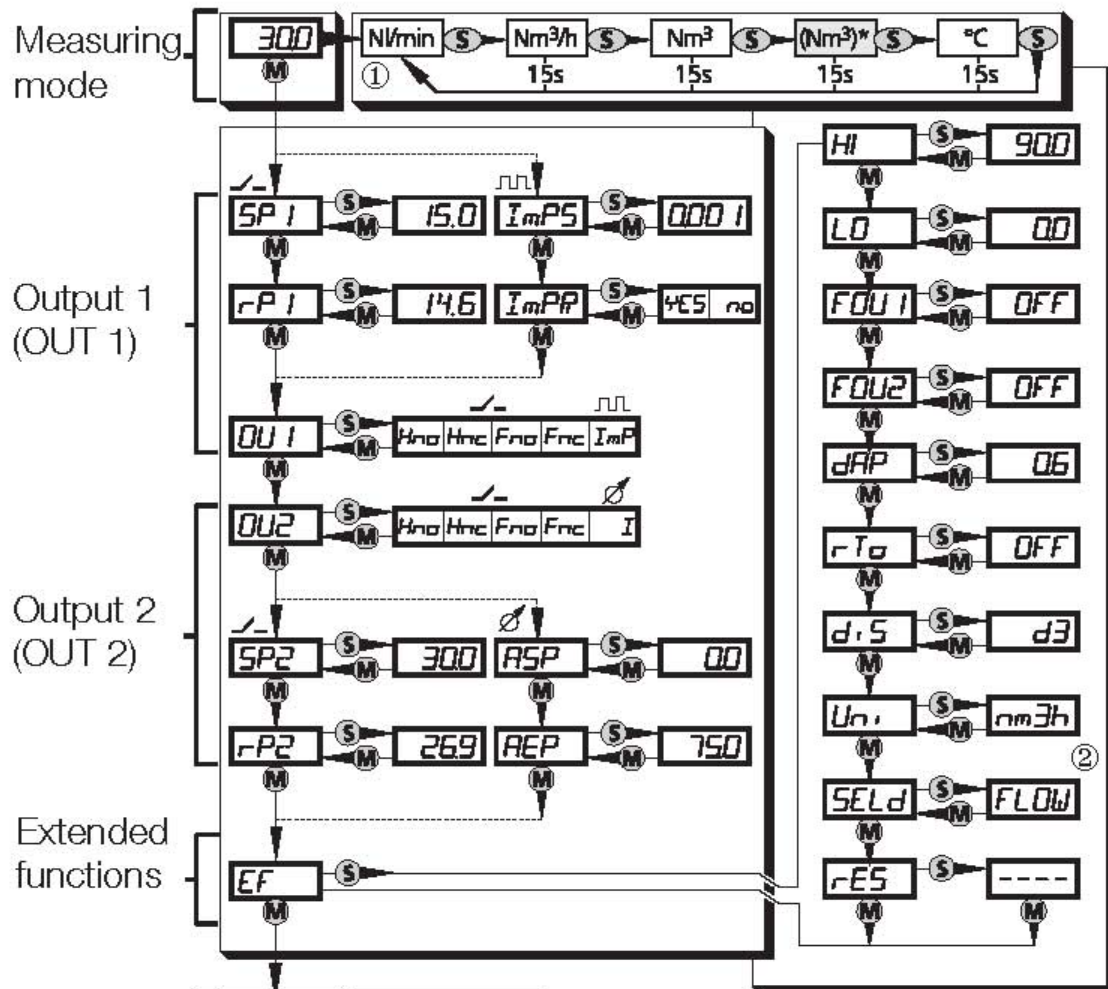 Measuring mode
30.0
M
Nl/min S Nm³/h S Nm³ S (Nm³)* S °C S
① 15s 15s 15s 15s
Output 1 (OUT 1)
SP1 S M 15.0 ImPS S M 0.001
M M
rP1 S M 14.6 ImPR S M YES no
M M
OU1 S M Hno Hnc Fno Fnc ImP
M
Output 2 (OUT 2)
OU2 S M Hno Hnc Fno Fnc I
M
SP2 S M 30.0 ASP S M 0.0
M M
rP2 S M 26.9 AEP S M 75.0
M M
Extended functions
EF S
M
HI S M 90.0
M
LO S M 0.0
M
FOU1 S M OFF
M
FOU2 S M OFF
M
dAP S M 0.6
M
rTo S M OFF
M
diS S M d3
M
Uni S M nm3h
M
②
SELd S M FLOW
M
rES S ----
M M